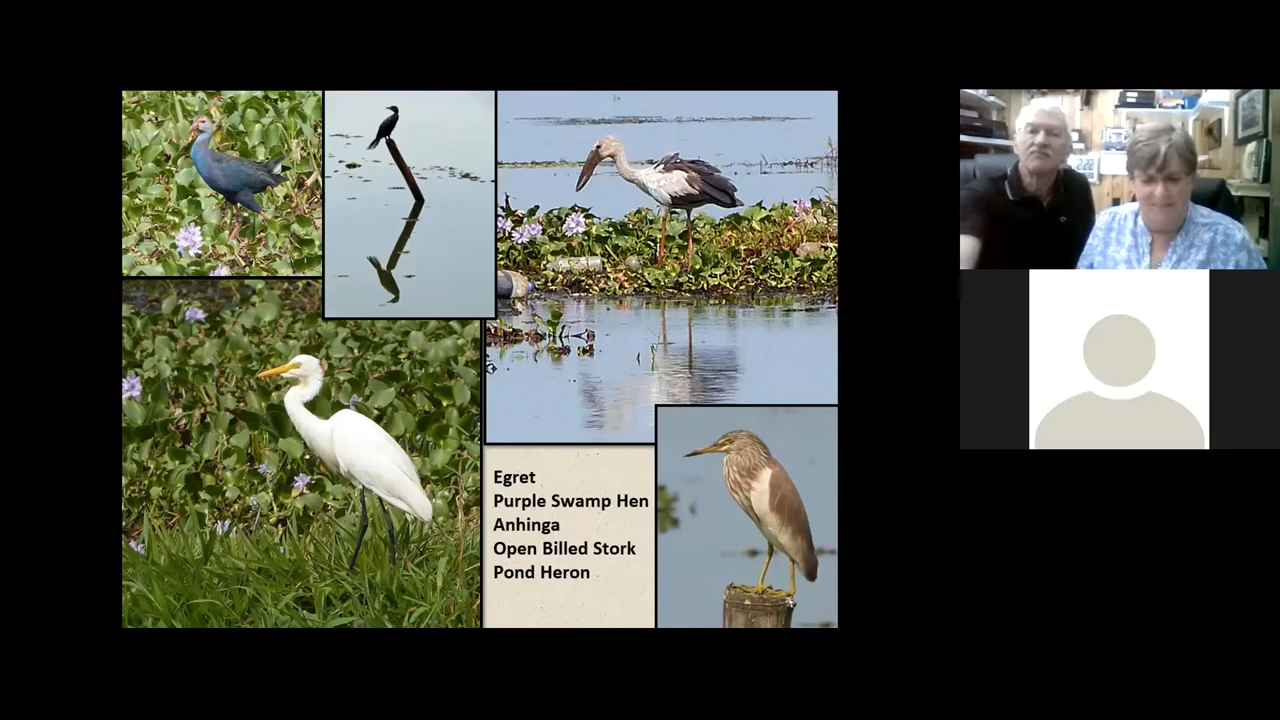 Egret
Purple Swamp Hen
Anhinga
Open Billed Stork
Pond Heron